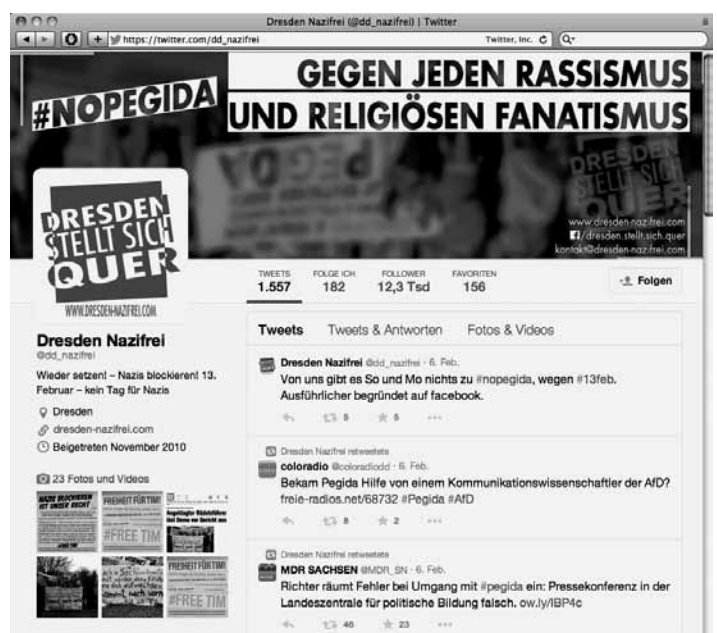 Dresden Nazifrei (@dd_nazifrei) | Twitter
https://twitter.com/dd_nazifrei
Twitter, Inc.
#NOPEGIDA
GEGEN JEDEN RASSISMUS
UND RELIGIÖSEN FANATISMUS
DRESDEN
STELLT SICH
QUER
www.dresden-nazifrei.com
/dresden.stellt.sich.quer
kontakt@dresden-nazifrei.com
DRESDEN
STELLT SICH
QUER
WWW.DRESDEN-NAZIFREI.COM
TWEETS
1.557
FOLGE ICH
182
FOLLOWER
12,3 Tsd
FAVORITEN
156
Folgen
Dresden Nazifrei
@dd_nazifrei
Wieder setzen! – Nazis blockieren! 13.
Februar – kein Tag für Nazis
Dresden
dresden-nazifrei.com
Beigetreten November 2010
23 Fotos und Videos
NAZIS BLOCKIEREN
IST UNSER RECHT
FREIHEIT FÜR TIM!
#FREE TIM
FREIHEIT FÜR TIM!
#FREE TIM
Tweets Tweets & Antworten Fotos & Videos
Dresden Nazifrei @dd_nazifrei · 6. Feb.
Von uns gibt es So und Mo nichts zu #nopegida, wegen #13feb.
Ausführlicher begründet auf facebook.
5 5
Dresden Nazifrei retweetete
coloradio @coloradiodd · 6. Feb.
Bekam Pegida Hilfe von einem Kommunikationswissenschaftler der AfD?
freie-radios.net/68732 #Pegida #AfD
8 2
Dresden Nazifrei retweetete
MDR SACHSEN @MDR_SN · 6. Feb.
Richter räumt Fehler bei Umgang mit #pegida ein: Pressekonferenz in der
Landeszentrale für politische Bildung falsch. ow.ly/IBP4c
46 23